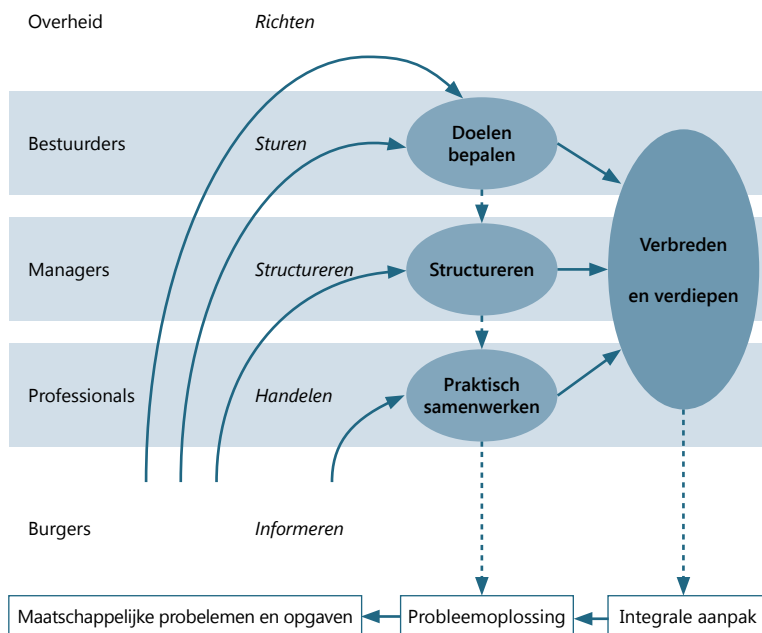 Overheid
Richten
Bestuurders
Sturen
Doelen
bepalen
Managers
Structureren
Structureren
Verbreden
en verdiepen
Professionals
Handelen
Praktisch
samenwerken
Burgers
Informeren
Maatschappelijke probelemen en opgaven
Probleemoplossing
Integrale aanpak